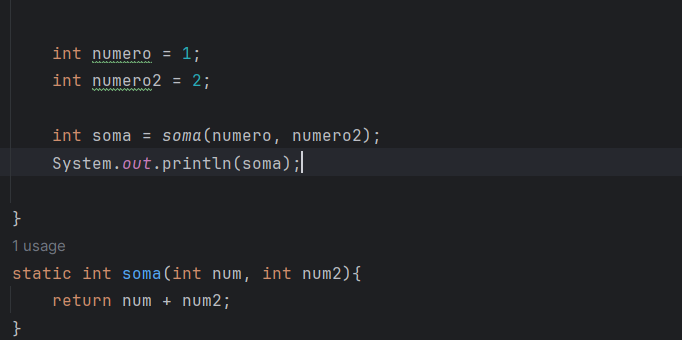 int numero = 1;
int numero2 = 2;
int soma = soma(numero, numero2);
System.out.println(soma);
}
1 usage
static int soma(int num, int num2){
return num + num2;
}